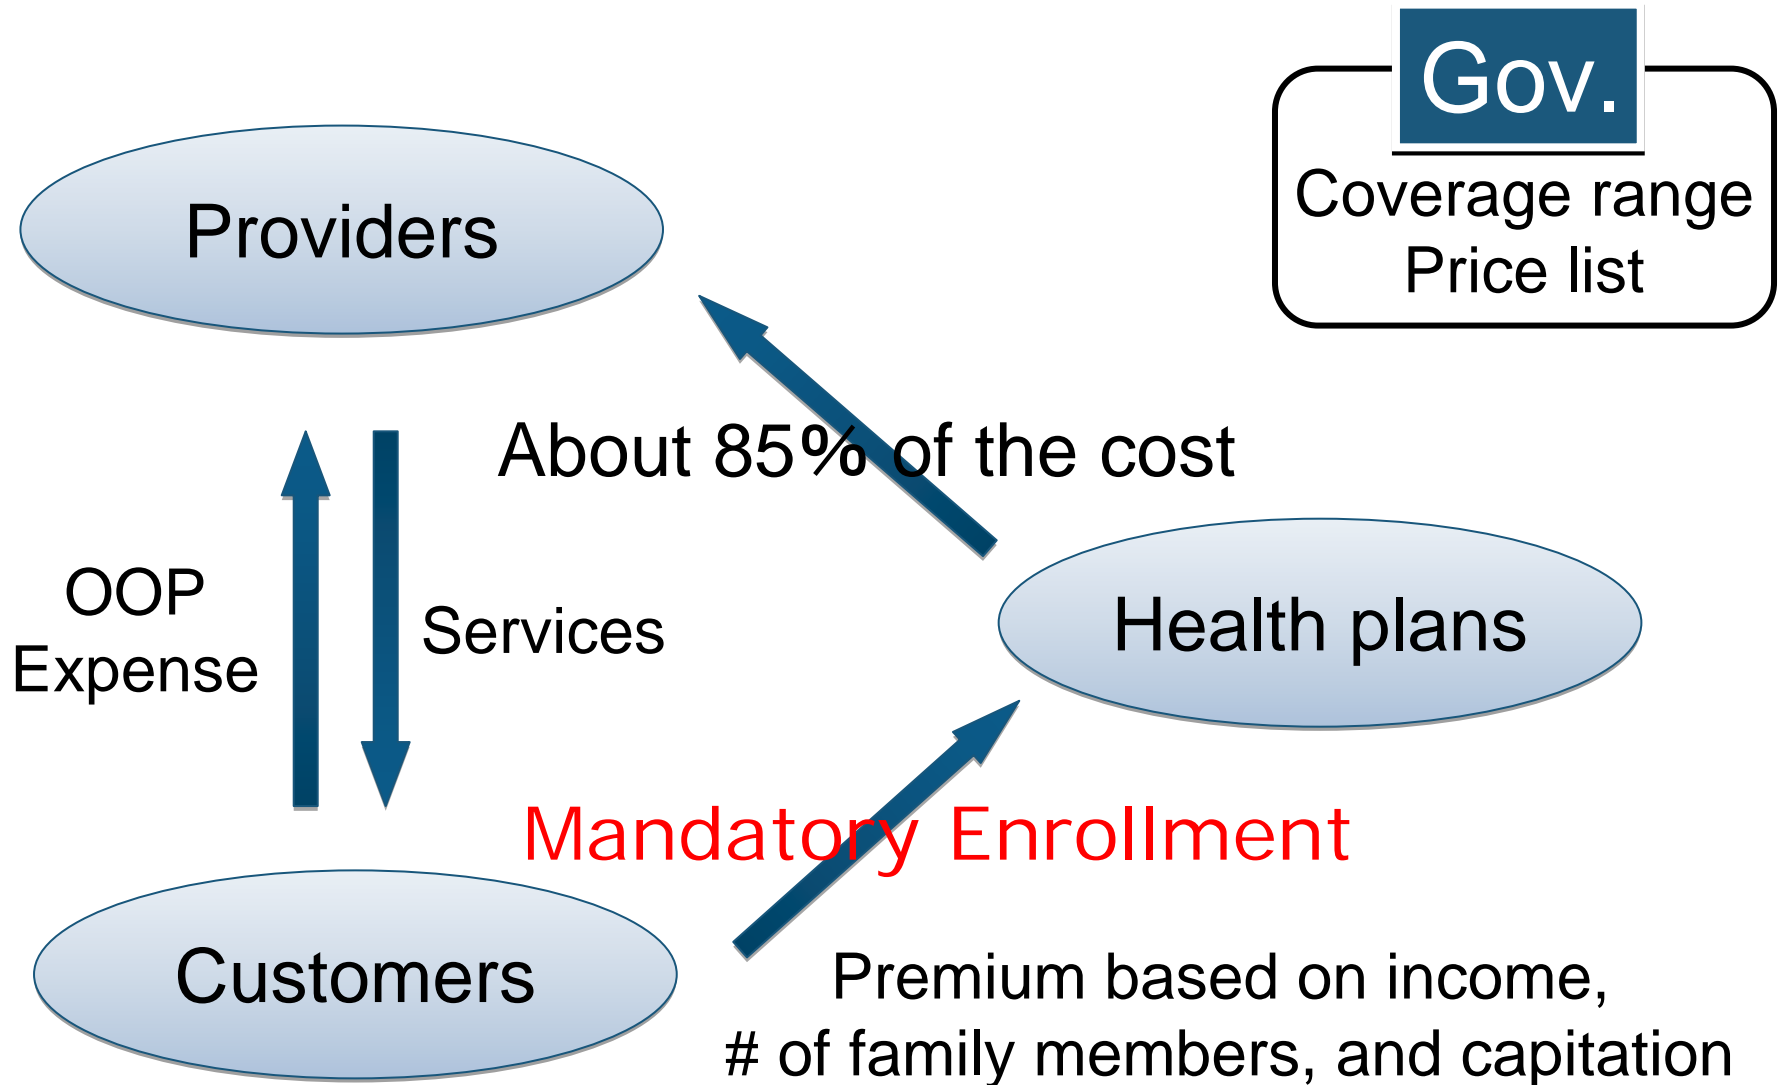 Gov.
Coverage range
Price list
Providers
About 85% of the cost
OOP
Expense
Services
Health plans
Mandatory Enrollment
Customers
Premium based on income,
# of family members, and capitation